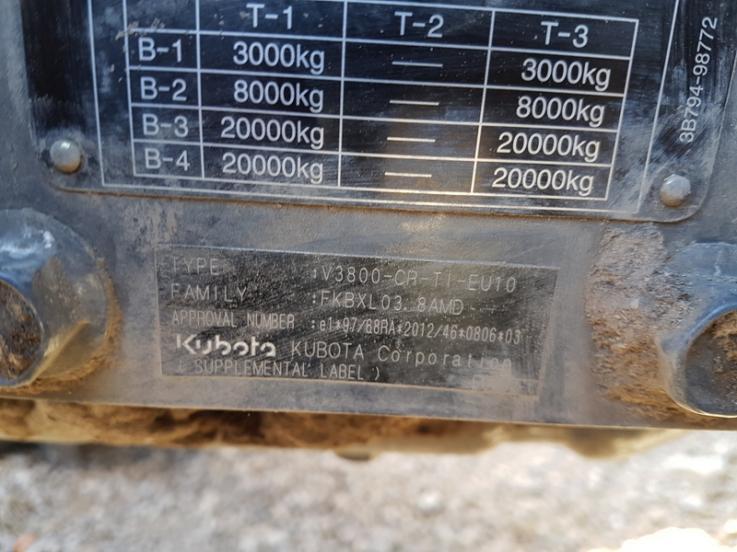 T-1 T-2 T-3
B-1 3000kg — 3000kg
B-2 8000kg — 8000kg
B-3 20000kg — 20000kg
B-4 20000kg — 20000kg
3B794-98772
TYPE :V3800-CR-TI-EU10
FAMILY :FKBXL03.8AMD
APPROVAL NUMBER :e1*97/68RA*2012/46*0806*03
Kubota KUBOTA Corporation
( SUPPLEMENTAL LABEL )